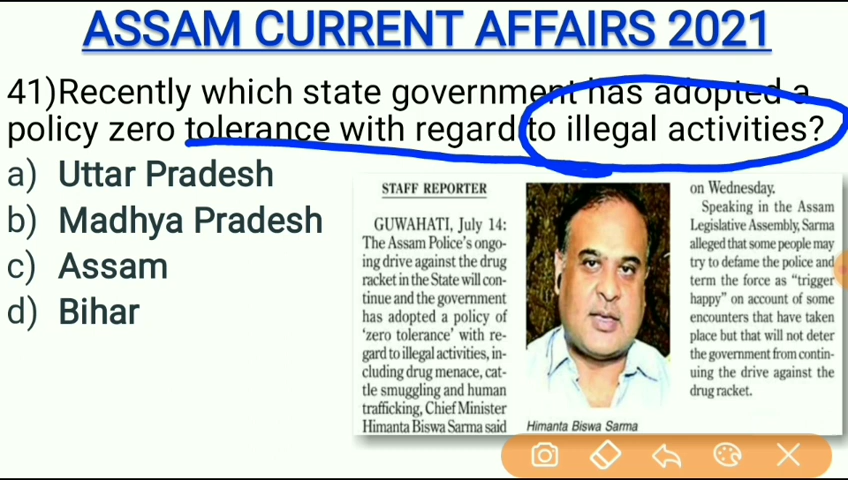 ASSAM CURRENT AFFAIRS 2021
41)Recently which state government has adopted a
policy zero tolerance with regard to illegal activities?
a) Uttar Pradesh
b) Madhya Pradesh
c) Assam
d) Bihar
STAFF REPORTER
GUWAHATI, July 14:
The Assam Police's ongo-
ing drive against the drug
racket in the State will con-
tinue and the government
has adopted a policy of
'zero tolerance' with re-
gard to illegal activities, in-
cluding drug menace, cat-
tle smuggling and human
trafficking, Chief Minister
Himanta Biswa Sarma said
Himanta Biswa Sarma
on Wednesday.
Speaking in the Assam
Legislative Assembly, Sarma
alleged that some people may
try to defame the police and
term the force as "trigger
happy" on account of some
encounters that have taken
place but that will not deter
the government from contin-
uing the drive against the
drug racket.